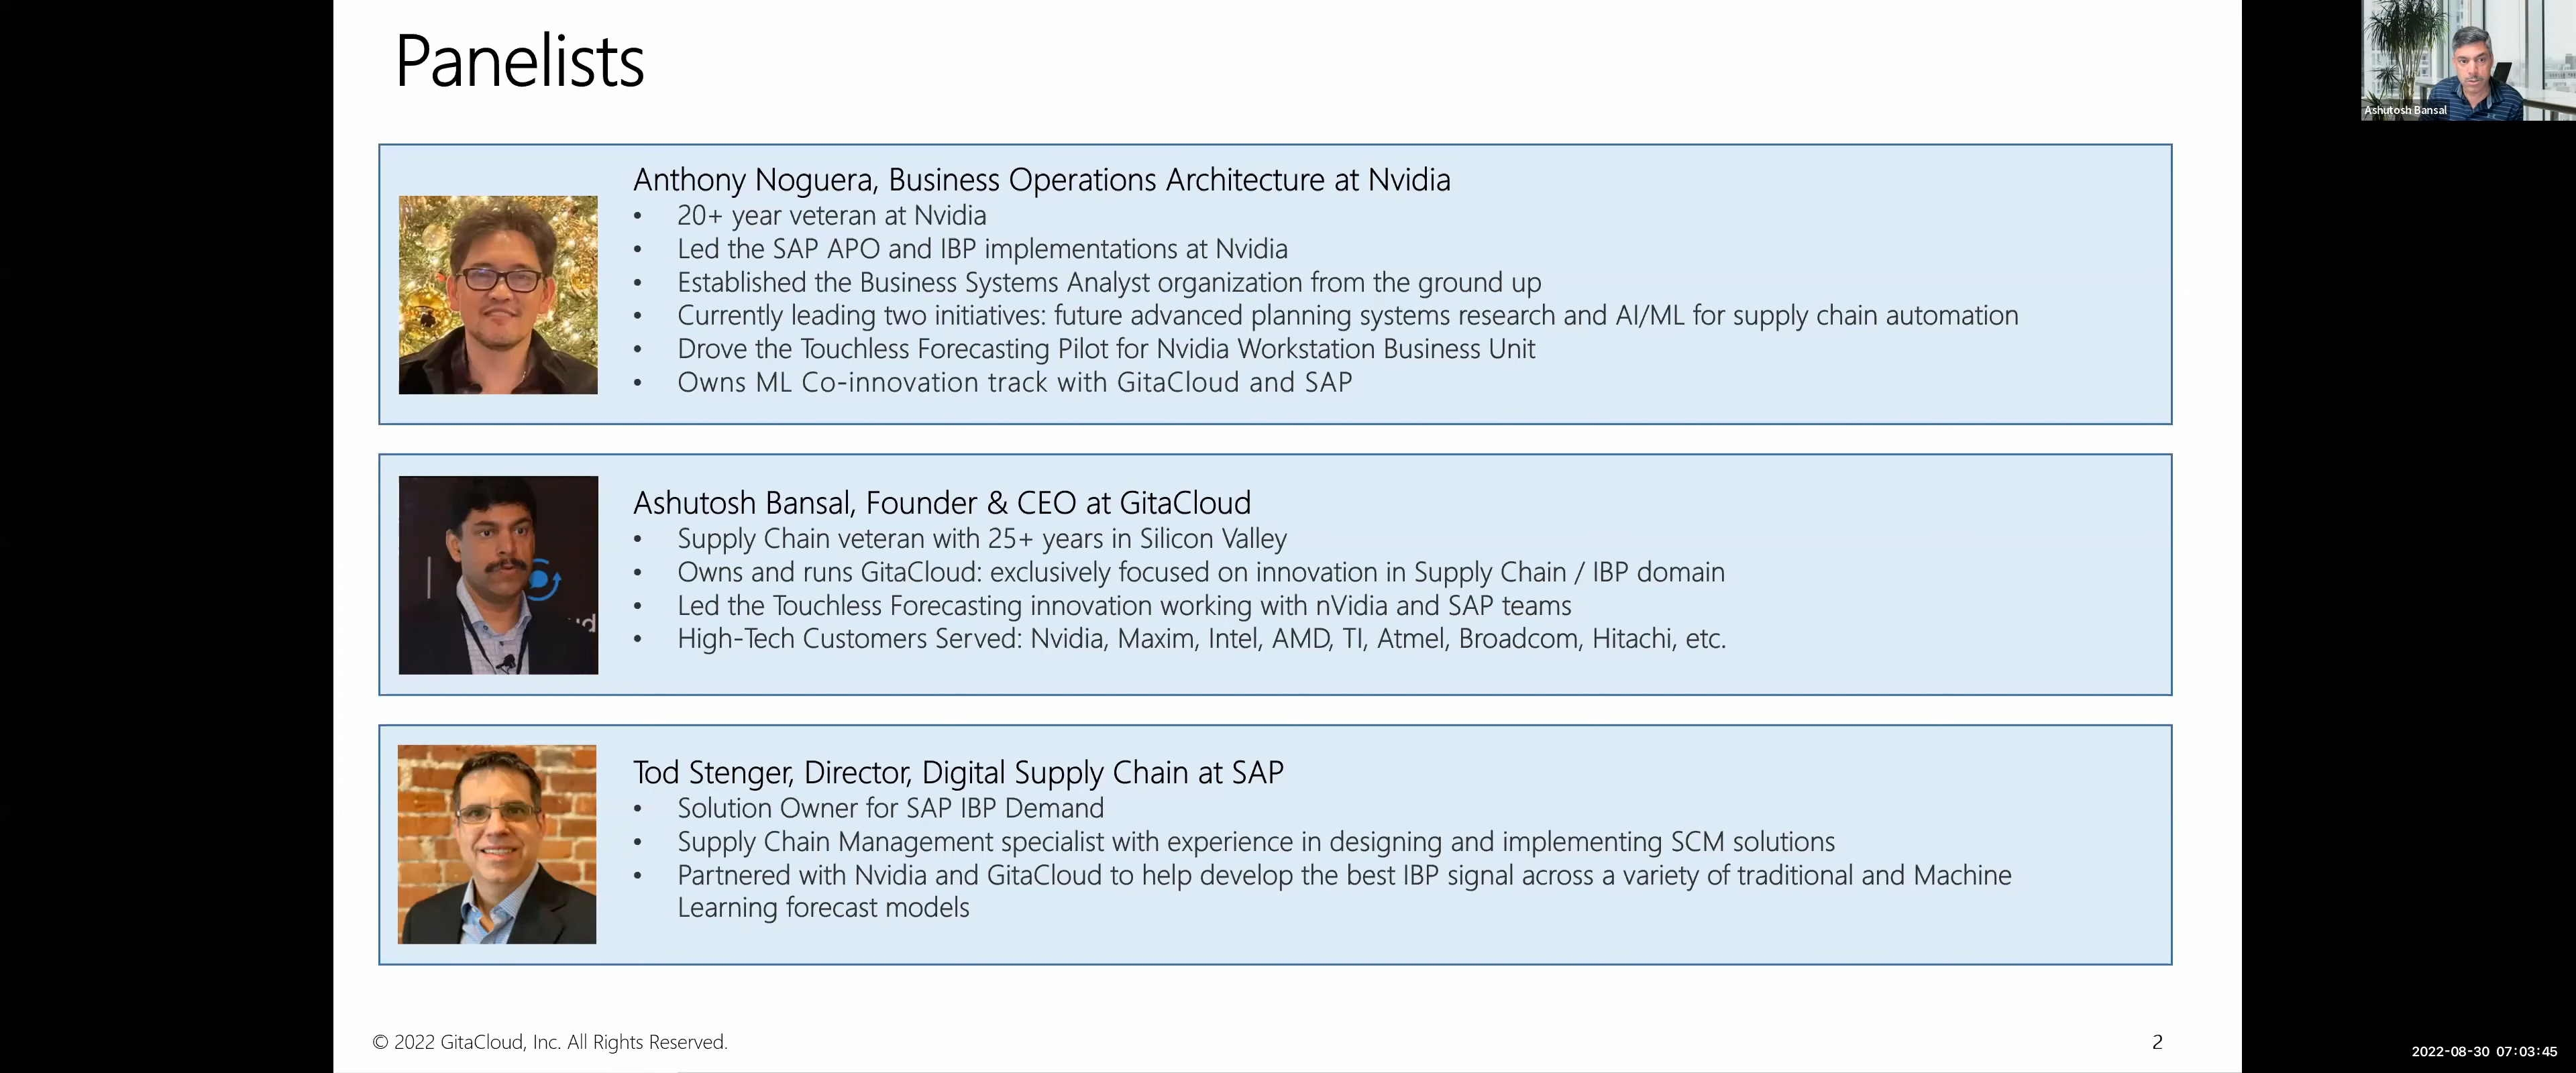 Panelists
Ashutosh Bansal
Anthony Noguera, Business Operations Architecture at Nvidia
• 20+ year veteran at Nvidia
• Led the SAP APO and IBP implementations at Nvidia
• Established the Business Systems Analyst organization from the ground up
• Currently leading two initiatives: future advanced planning systems research and AI/ML for supply chain automation
• Drove the Touchless Forecasting Pilot for Nvidia Workstation Business Unit
• Owns ML Co-innovation track with GitaCloud and SAP
Ashutosh Bansal, Founder & CEO at GitaCloud
• Supply Chain veteran with 25+ years in Silicon Valley
• Owns and runs GitaCloud: exclusively focused on innovation in Supply Chain / IBP domain
• Led the Touchless Forecasting innovation working with nVidia and SAP teams
• High-Tech Customers Served: Nvidia, Maxim, Intel, AMD, TI, Atmel, Broadcom, Hitachi, etc.
Tod Stenger, Director, Digital Supply Chain at SAP
• Solution Owner for SAP IBP Demand
• Supply Chain Management specialist with experience in designing and implementing SCM solutions
• Partnered with Nvidia and GitaCloud to help develop the best IBP signal across a variety of traditional and Machine
Learning forecast models
© 2022 GitaCloud, Inc. All Rights Reserved.
2
2022-08-30 07:03:45